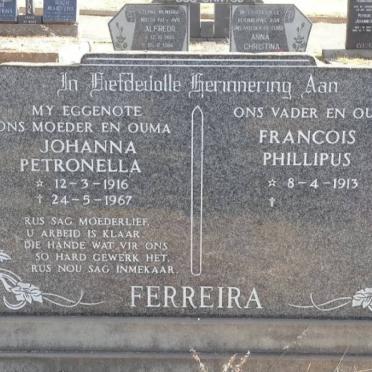 ALFREDO
ANNA
CHRISTINA
In Liefdevolle Herinnering Aan
MY EGGENOTE
ONS MOEDER EN OUMA
JOHANNA
PETRONELLA
☆ 12-3-1916
† 24-5-1967
RUS SAG MOEDERLIEF,
U ARBEID IS KLAAR.
DIE HANDE WAT VIR ONS
SO HARD GEWERK HET,
RUS NOU SAG INMEKAAR.
ONS VADER EN OU
FRANCOIS
PHILLIPUS
☆ 8-4-1913
†
FERREIRA